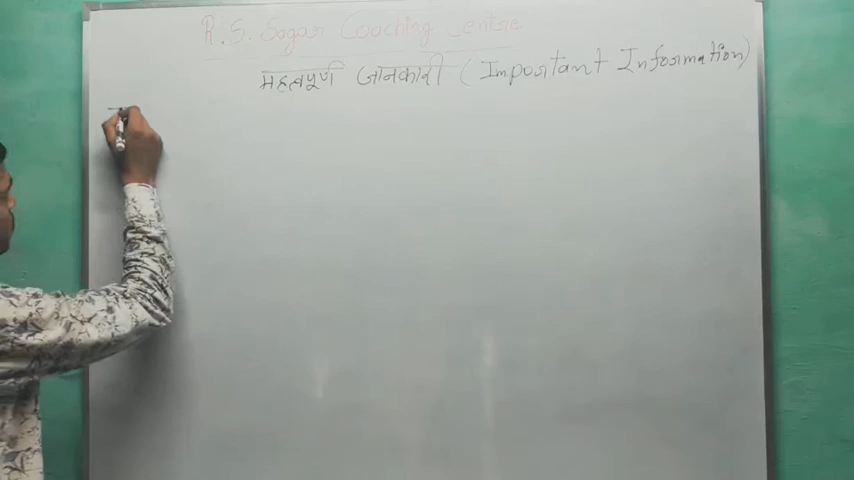 R.S. Sagar Coaching Centre
महत्वपूर्ण जानकारी (Important Information)